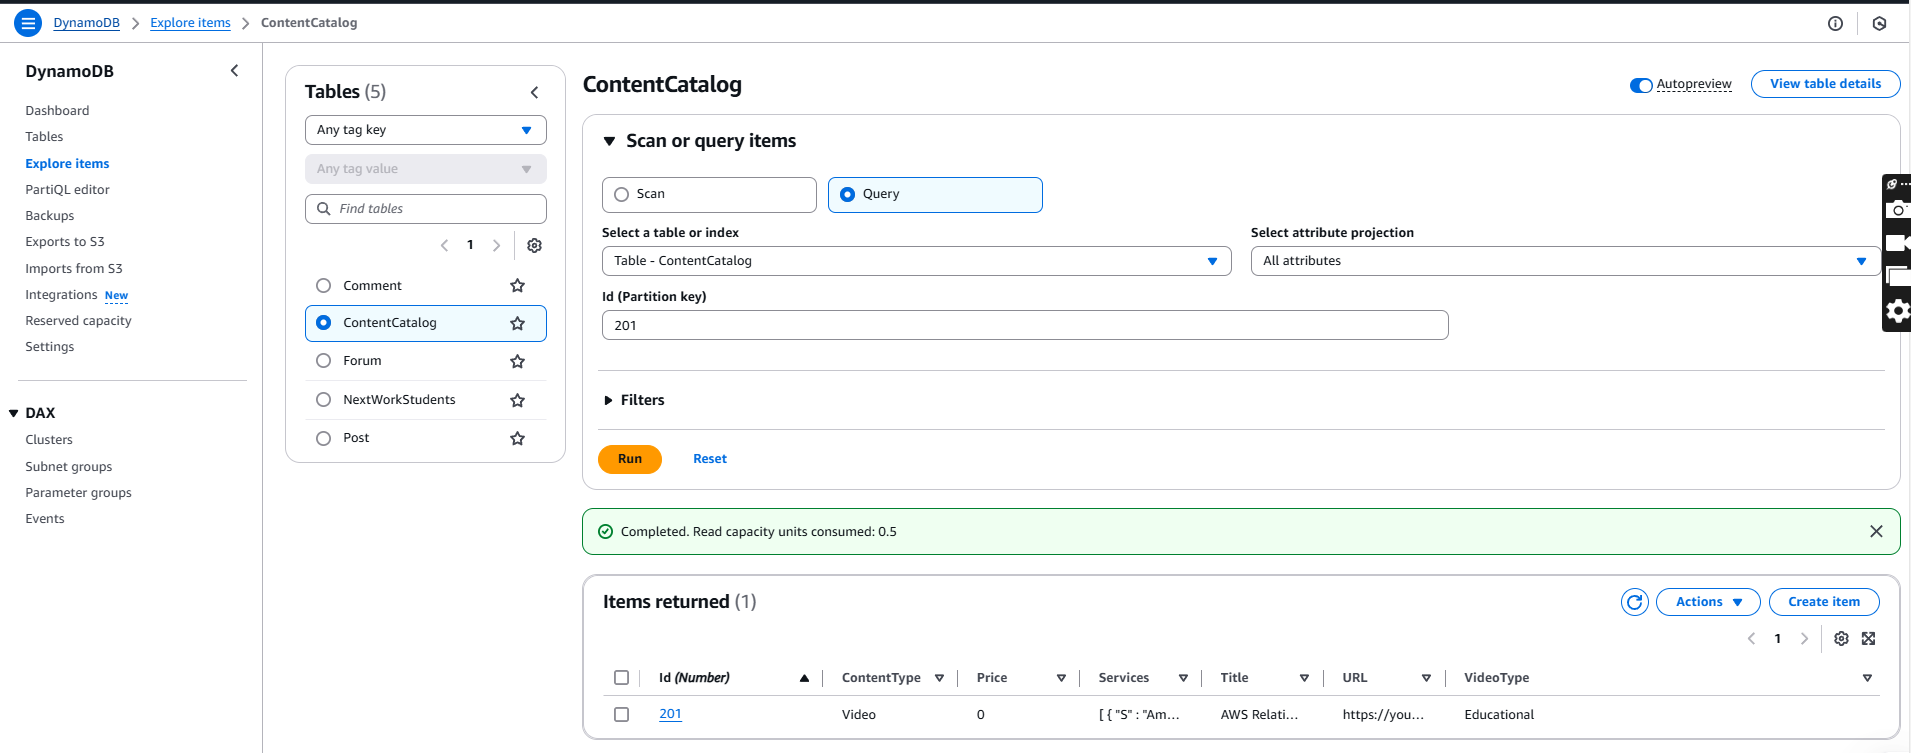 DynamoDB > Explore items > ContentCatalog
DynamoDB
Dashboard
Tables
Explore items
PartiQL editor
Backups
Exports to S3
Imports from S3
Integrations New
Reserved capacity
Settings
DAX
Clusters
Subnet groups
Parameter groups
Events
Tables (5)
Any tag key
Any tag value
Find tables
1
Comment
ContentCatalog
Forum
NextWorkStudents
Post
ContentCatalog
Autopreview
View table details
Scan or query items
Scan
Query
Select a table or index
Table - ContentCatalog
Select attribute projection
All attributes
Id (Partition key)
201
Filters
Run
Reset
Completed. Read capacity units consumed: 0.5
Items returned (1)
Actions
Create item
1
Id (Number) ContentType Price Services Title URL VideoType
201 Video 0 [ { "S" : "Am... AWS Relati... https://you... Educational